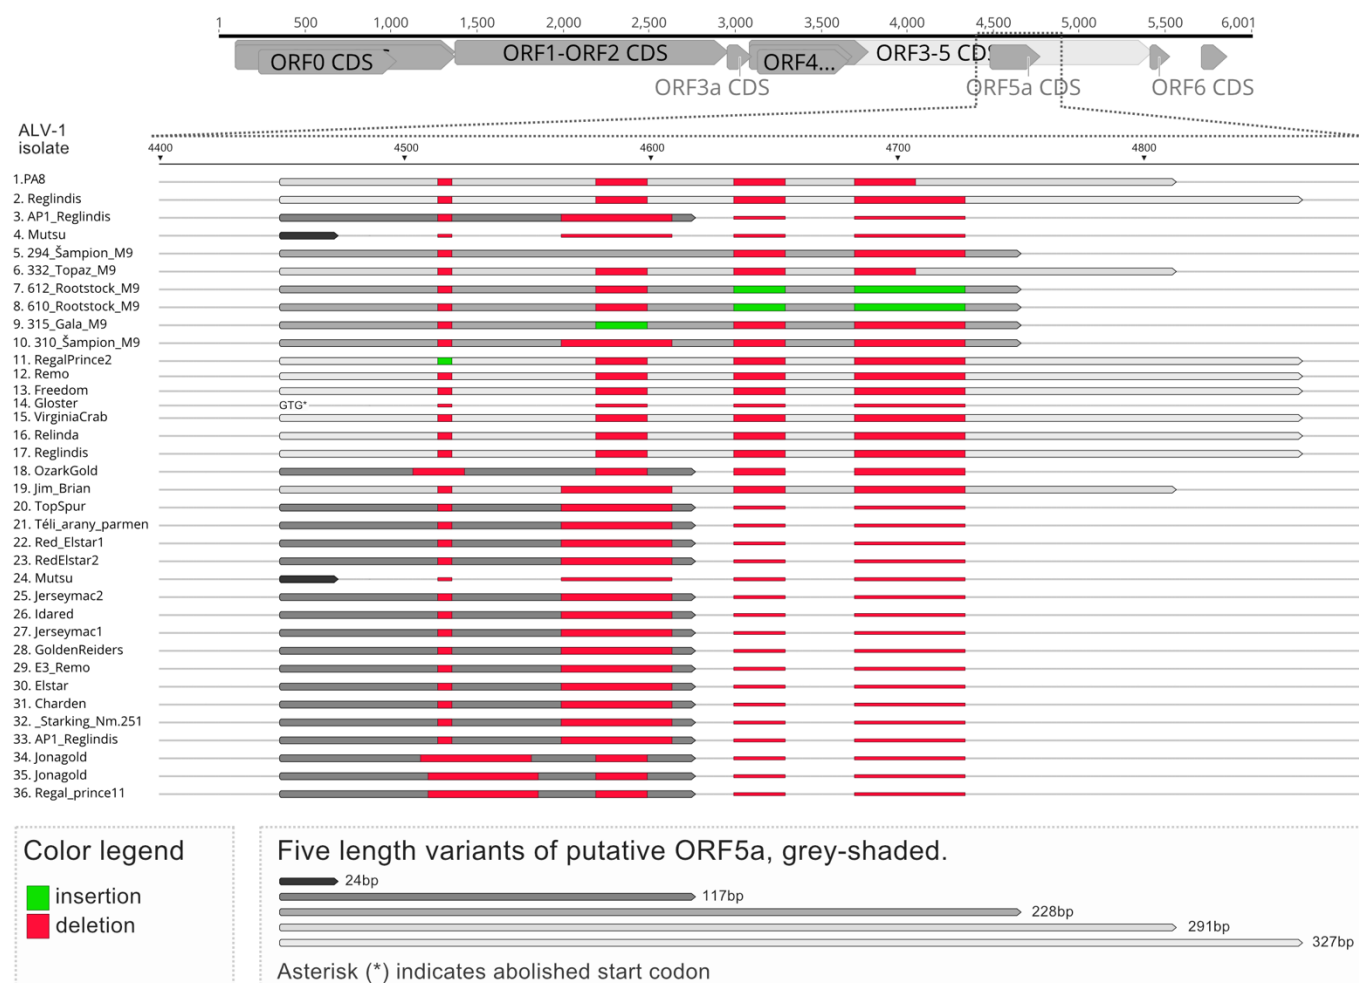 1 500 1,000 1,500 2,000 2,500 3,000 3,500 4,000 4,500 5,000 5,500 6,001
ORF0 CDS ORF1-ORF2 CDS ORF4... ORF3-5 CDS
ORF3a CDS ORF5a CDS ORF6 CDS
ALV-1
isolate
4400 4500 4600 4700 4800
1.PA8
2. Reglindis
3. AP1_Reglindis
4. Mutsu
5. 294_Šampion_M9
6. 332_Topaz_M9
7. 612_Rootstock_M9
8. 610_Rootstock_M9
9. 315_Gala_M9
10. 310_Šampion_M9
11. RegalPrince2
12. Remo
13. Freedom
14. Gloster GTG*
15. VirginiaCrab
16. Relinda
17. Reglindis
18. OzarkGold
19. Jim_Brian
20. TopSpur
21. Téli_arany_parmen
22. Red_Elstar1
23. RedElstar2
24. Mutsu
25. Jerseymac2
26. Idared
27. Jerseymac1
28. GoldenReiders
29. E3_Remo
30. Elstar
31. Charden
32. _Starking_Nm.251
33. AP1_Reglindis
34. Jonagold
35. Jonagold
36. Regal_prince11
Color legend
insertion
deletion
Five length variants of putative ORF5a, grey-shaded.
24bp
117bp
228bp
291bp
327bp
Asterisk (*) indicates abolished start codon